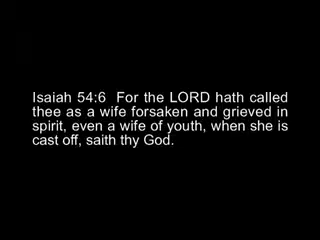 Isaiah 54:6  For the LORD hath called
thee as a wife forsaken and grieved in
spirit, even a wife of youth, when she is
cast off, saith thy God.